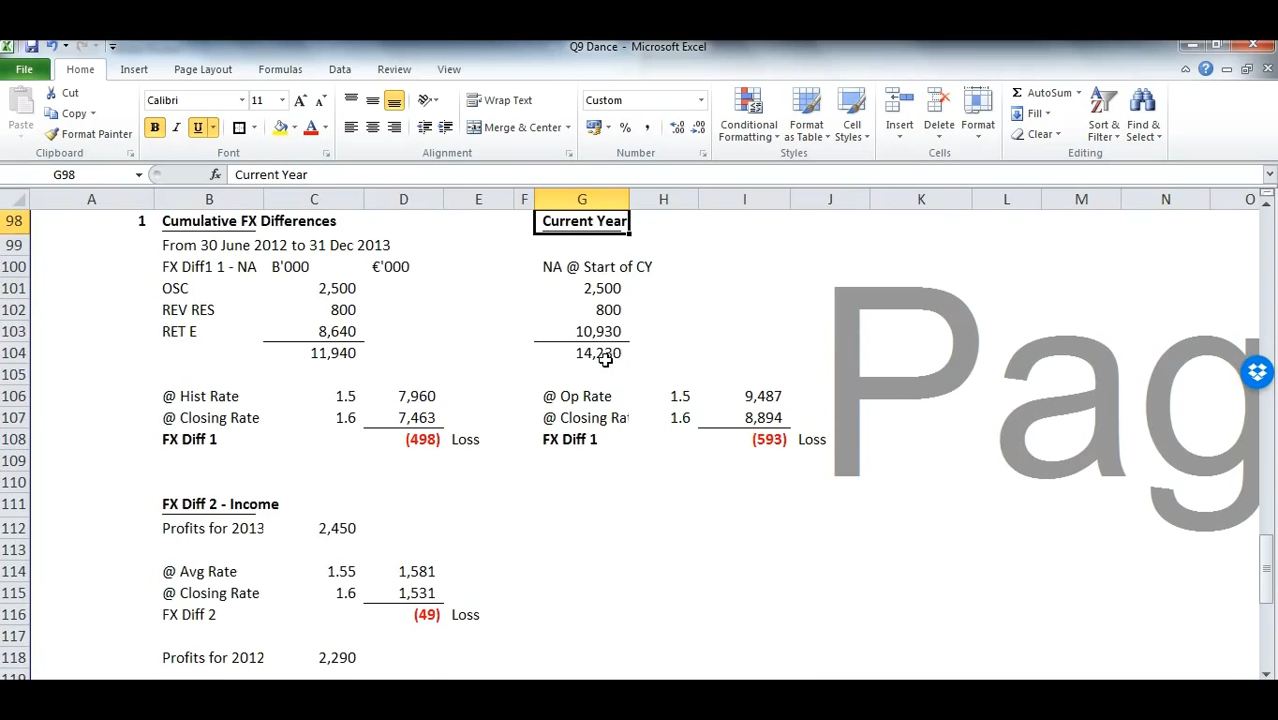 Q9 Dance - Microsoft Excel
File Home Insert Page Layout Formulas Data Review View
Paste Cut Copy Format Painter Clipboard
Calibri 11 A A B I U A Font
Wrap Text Merge & Center Alignment
Custom % , .0 .00 .00 .0 Number
Conditional Formatting Format as Table Cell Styles Styles
Insert Delete Format Cells
Σ AutoSum Fill Clear Sort & Filter Find & Select Editing
G98 fx Current Year
A B C D E F G H I J K L M N O
98 1 Cumulative FX Differences Current Year
99 From 30 June 2012 to 31 Dec 2013
100 FX Diff1 1 - NA B'000 €'000 NA @ Start of CY
101 OSC 2,500 2,500
102 REV RES 800 800
103 RET E 8,640 10,930
104 11,940 14,230
105
106 @ Hist Rate 1.5 7,960 @ Op Rate 1.5 9,487
107 @ Closing Rate 1.6 7,463 @ Closing Rat 1.6 8,894
108 FX Diff 1 (498) Loss FX Diff 1 (593) Loss
109
110
111 FX Diff 2 - Income
112 Profits for 2013 2,450
113
114 @ Avg Rate 1.55 1,581
115 @ Closing Rate 1.6 1,531
116 FX Diff 2 (49) Loss
117
118 Profits for 2012 2,290
119
Pag